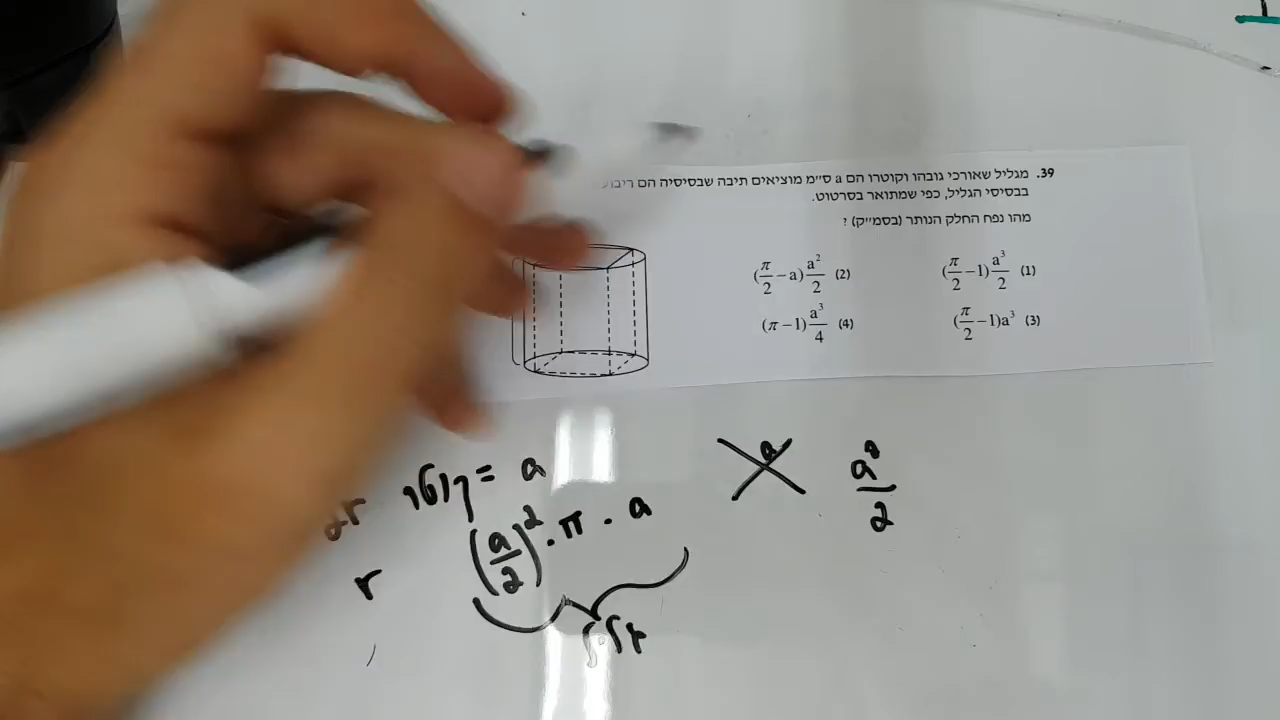 39. מגליל שאורכי גובהו וקוטרו הם a ס״מ מוציאים תיבה שבסיסיה הם
בבסיסי הגליל, כפי שמתואר בסרטוט.
מהו נפח החלק הנותר (בסמ״ק) ?
(1) (π/2 − 1) a³/2
(2) (π/2 − a) a²/2
(3) (π/2 − 1)a³
(4) (π − 1) a³/4
2r = a
(a/2)² · π · a
r
a
a²/2